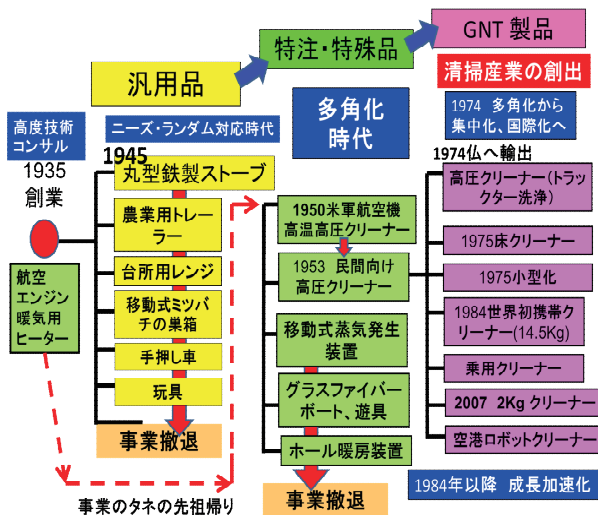 汎用品
特注・特殊品
GNT 製品
清掃産業の創出
高度技術
コンサル
1935
創業
航空
エンジン
暖気用
ヒーター
ニーズ・ランダム対応時代
1945
丸型鉄製ストーブ
農業用トレー
ラー
台所用レンジ
移動式ミツバ
チの巣箱
手押し車
玩具
事業撤退
事業のタネの先祖帰り
多角化
時代
1950米軍航空機
高温高圧クリーナー
1953 民間向け
高圧クリーナー
移動式蒸気発生
装置
グラスファイバー
ボート、遊具
ホール暖房装置
事業撤退
1974 多角化から
集中化、国際化へ
1974仏へ輸出
高圧クリーナー(トラッ
クター洗浄)
1975床クリーナー
1975小型化
1984世界初携帯ク
リーナー(14.5Kg)
乗用クリーナー
2007 2Kg クリーナー
空港ロボットクリーナー
1984年以降 成長加速化